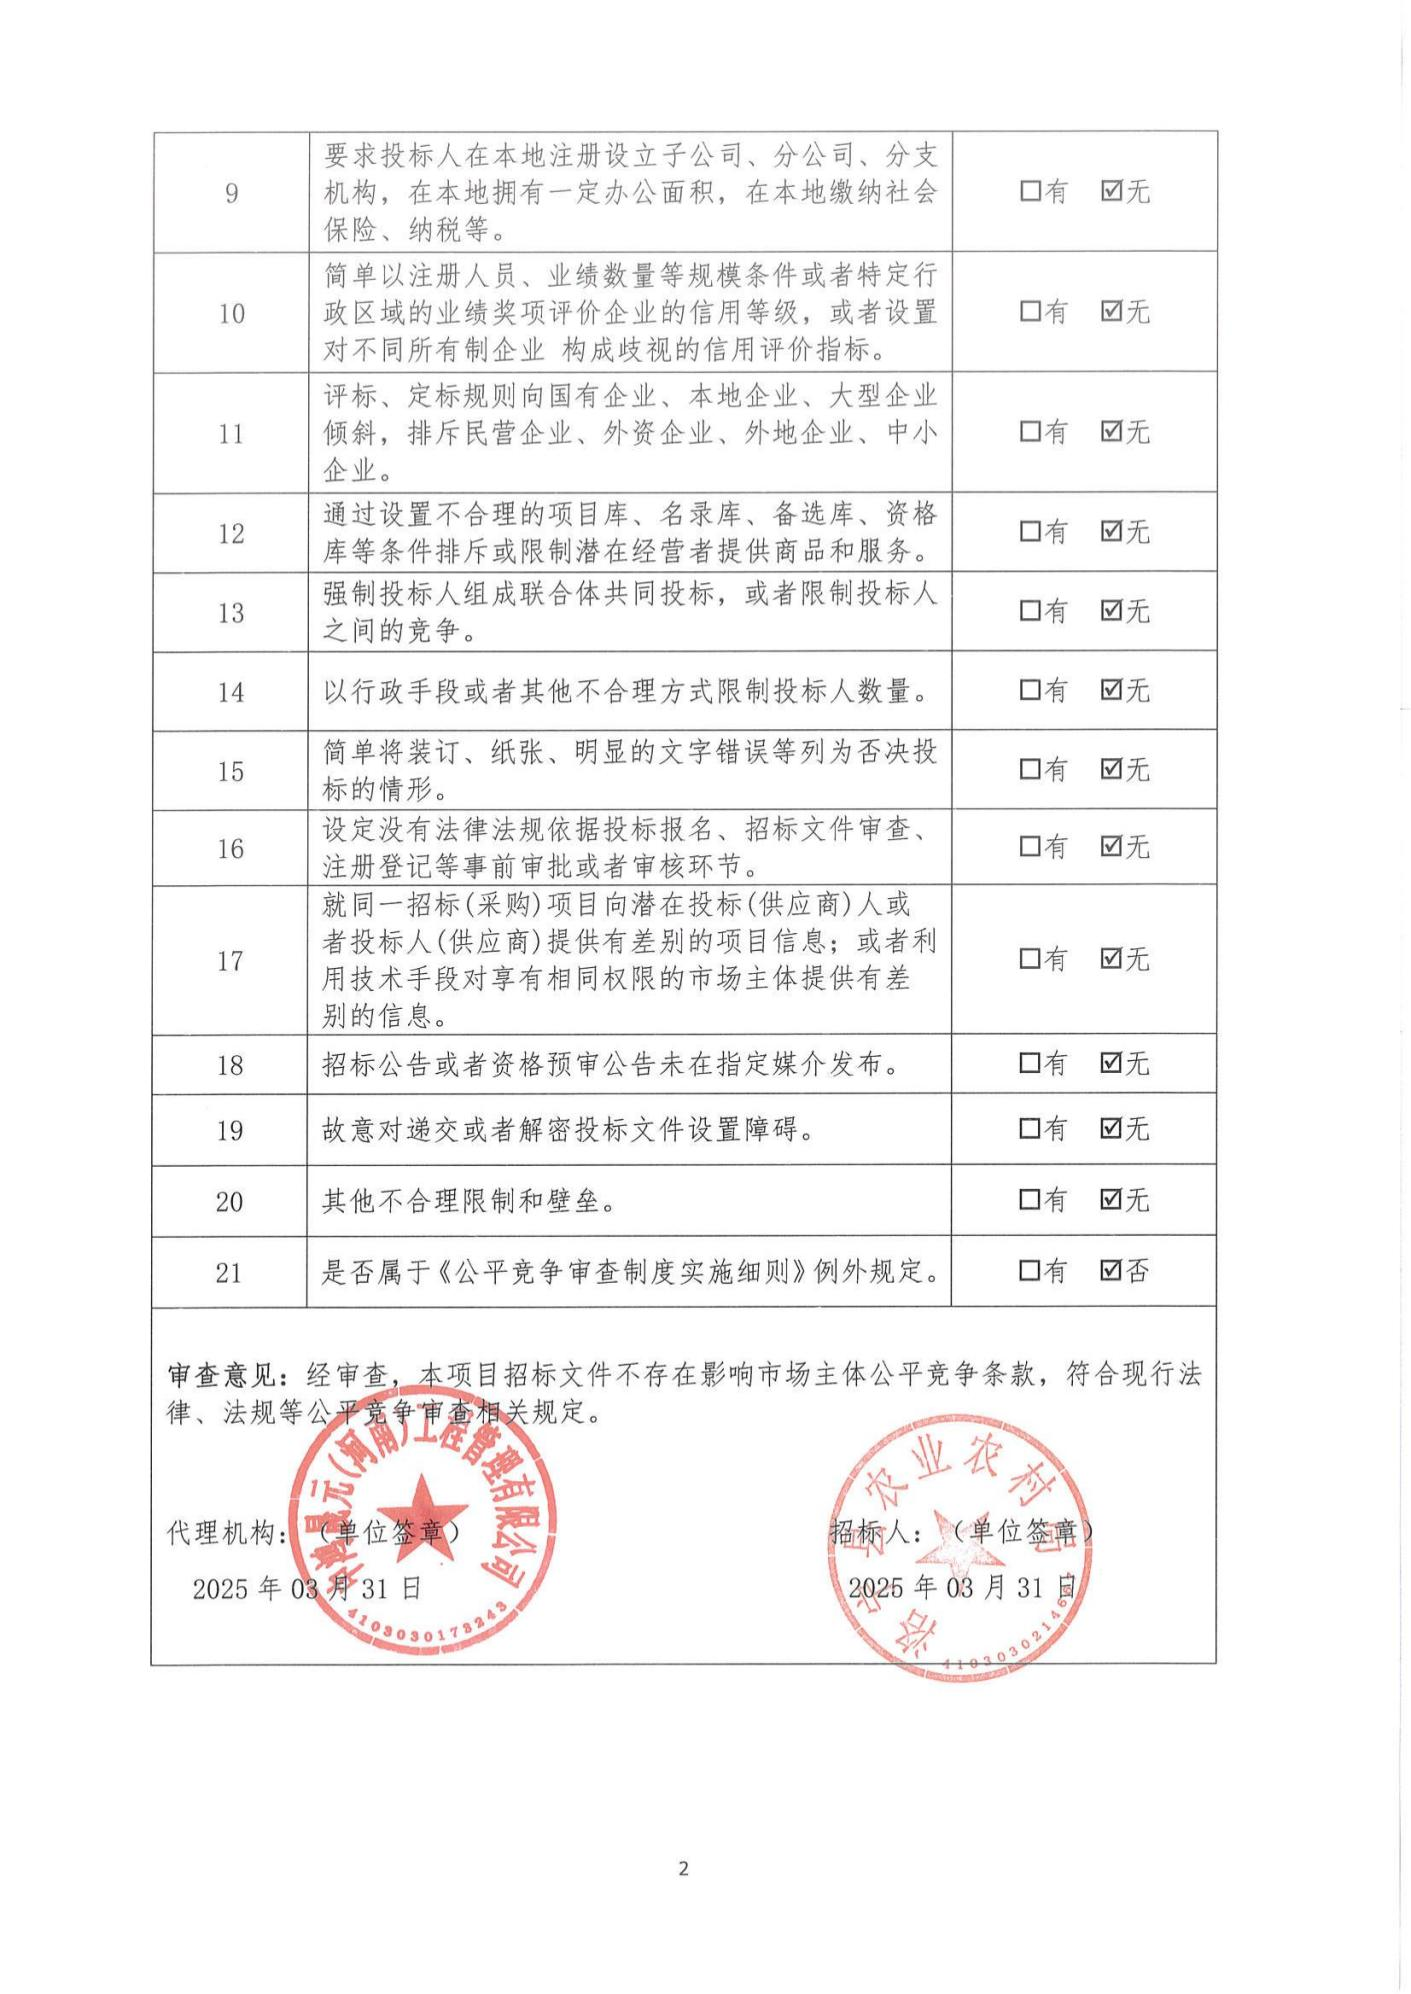 9
要求投标人在本地注册设立子公司、分公司、分支
机构，在本地拥有一定办公面积，在本地缴纳社会
保险、纳税等。
☐有 ☑无
10
简单以注册人员、业绩数量等规模条件或者特定行
政区域的业绩奖项评价企业的信用等级，或者设置
对不同所有制企业 构成歧视的信用评价指标。
☐有 ☑无
11
评标、定标规则向国有企业、本地企业、大型企业
倾斜，排斥民营企业、外资企业、外地企业、中小
企业。
☐有 ☑无
12
通过设置不合理的项目库、名录库、备选库、资格
库等条件排斥或限制潜在经营者提供商品和服务。
☐有 ☑无
13
强制投标人组成联合体共同投标，或者限制投标人
之间的竞争。
☐有 ☑无
14
以行政手段或者其他不合理方式限制投标人数量。
☐有 ☑无
15
简单将装订、纸张、明显的文字错误等列为否决投
标的情形。
☐有 ☑无
16
设定没有法律法规依据投标报名、招标文件审查、
注册登记等事前审批或者审核环节。
☐有 ☑无
17
就同一招标(采购)项目向潜在投标(供应商)人或
者投标人(供应商)提供有差别的项目信息；或者利
用技术手段对享有相同权限的市场主体提供有差
别的信息。
☐有 ☑无
18
招标公告或者资格预审公告未在指定媒介发布。
☐有 ☑无
19
故意对递交或者解密投标文件设置障碍。
☐有 ☑无
20
其他不合理限制和壁垒。
☐有 ☑无
21
是否属于《公平竞争审查制度实施细则》例外规定。
☐有 ☑否
审查意见：经审查，本项目招标文件不存在影响市场主体公平竞争条款，符合现行法
律、法规等公平竞争审查相关规定。
代理机构：（单位签章） 招标人：（单位签章）
2025 年 03 月 31 日 2025 年 03 月 31 日
元(河南)工程管理有限公司
4103030173243
洛宁县农业农村局
2